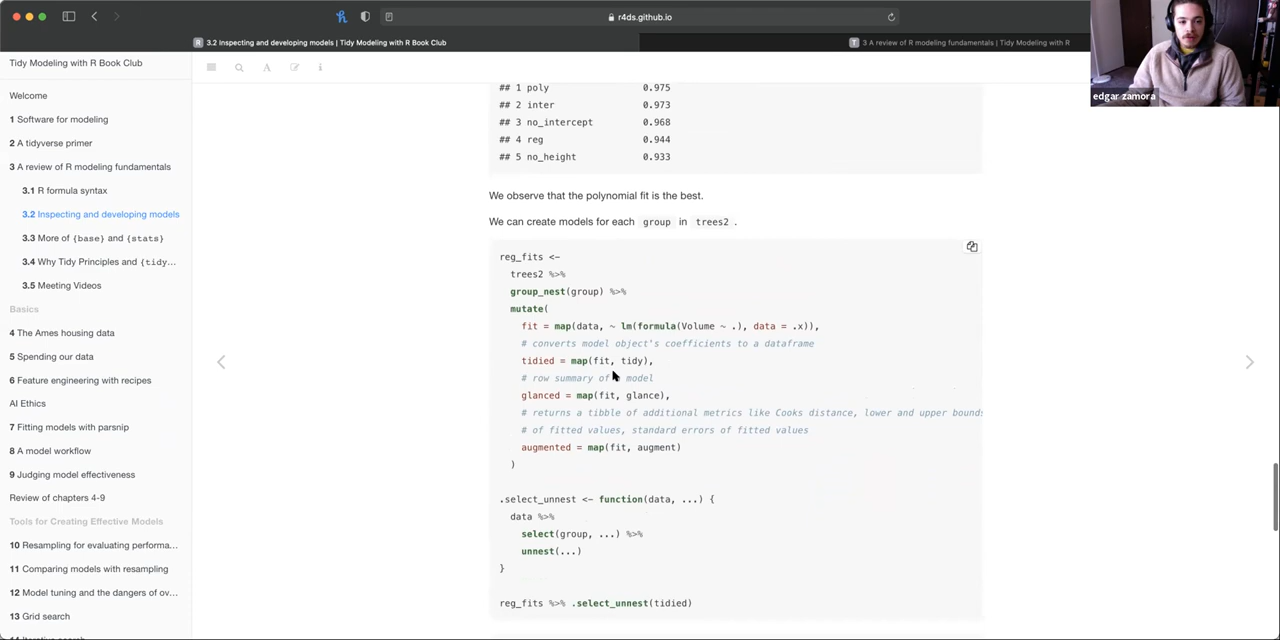 r4ds.github.io
R 3.2 Inspecting and developing models | Tidy Modeling with R Book Club
T 3 A review of R modeling fundamentals | Tidy Modeling with R
edgar zamora
Tidy Modeling with R Book Club
Welcome
1 Software for modeling
2 A tidyverse primer
3 A review of R modeling fundamentals
3.1 R formula syntax
3.2 Inspecting and developing models
3.3 More of {base} and {stats}
3.4 Why Tidy Principles and {tidy…
3.5 Meeting Videos
Basics
4 The Ames housing data
5 Spending our data
6 Feature engineering with recipes
AI Ethics
7 Fitting models with parsnip
8 A model workflow
9 Judging model effectiveness
Review of chapters 4-9
Tools for Creating Effective Models
10 Resampling for evaluating performa…
11 Comparing models with resampling
12 Model tuning and the dangers of ov…
13 Grid search
## 1 poly 0.975
## 2 inter 0.973
## 3 no_intercept 0.968
## 4 reg 0.944
## 5 no_height 0.933
We observe that the polynomial fit is the best.
We can create models for each group in trees2 .
reg_fits <-
trees2 %>%
group_nest(group) %>%
mutate(
fit = map(data, ~ lm(formula(Volume ~ .), data = .x)),
# converts model object's coefficients to a dataframe
tidied = map(fit, tidy),
# row summary of a model
glanced = map(fit, glance),
# returns a tibble of additional metrics like Cooks distance, lower and upper bounds
# of fitted values, standard errors of fitted values
augmented = map(fit, augment)
)
.select_unnest <- function(data, ...) {
data %>%
select(group, ...) %>%
unnest(...)
}
reg_fits %>% .select_unnest(tidied)